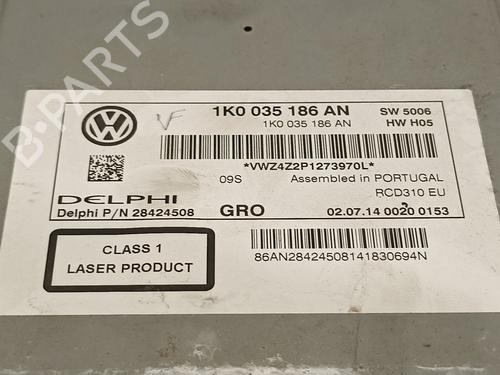 B-PARTS
VF
1K0 035 186 AN
SW 5006
1K0 035 186 AN
HW H05
*VWZ4Z2P1273970L*
09S
Assembled in PORTUGAL
RCD310 EU
DELPHI
Delphi P/N 28424508
GRO
02.07.14 0020 0153
CLASS 1
LASER PRODUCT
86AN28424508141830694N